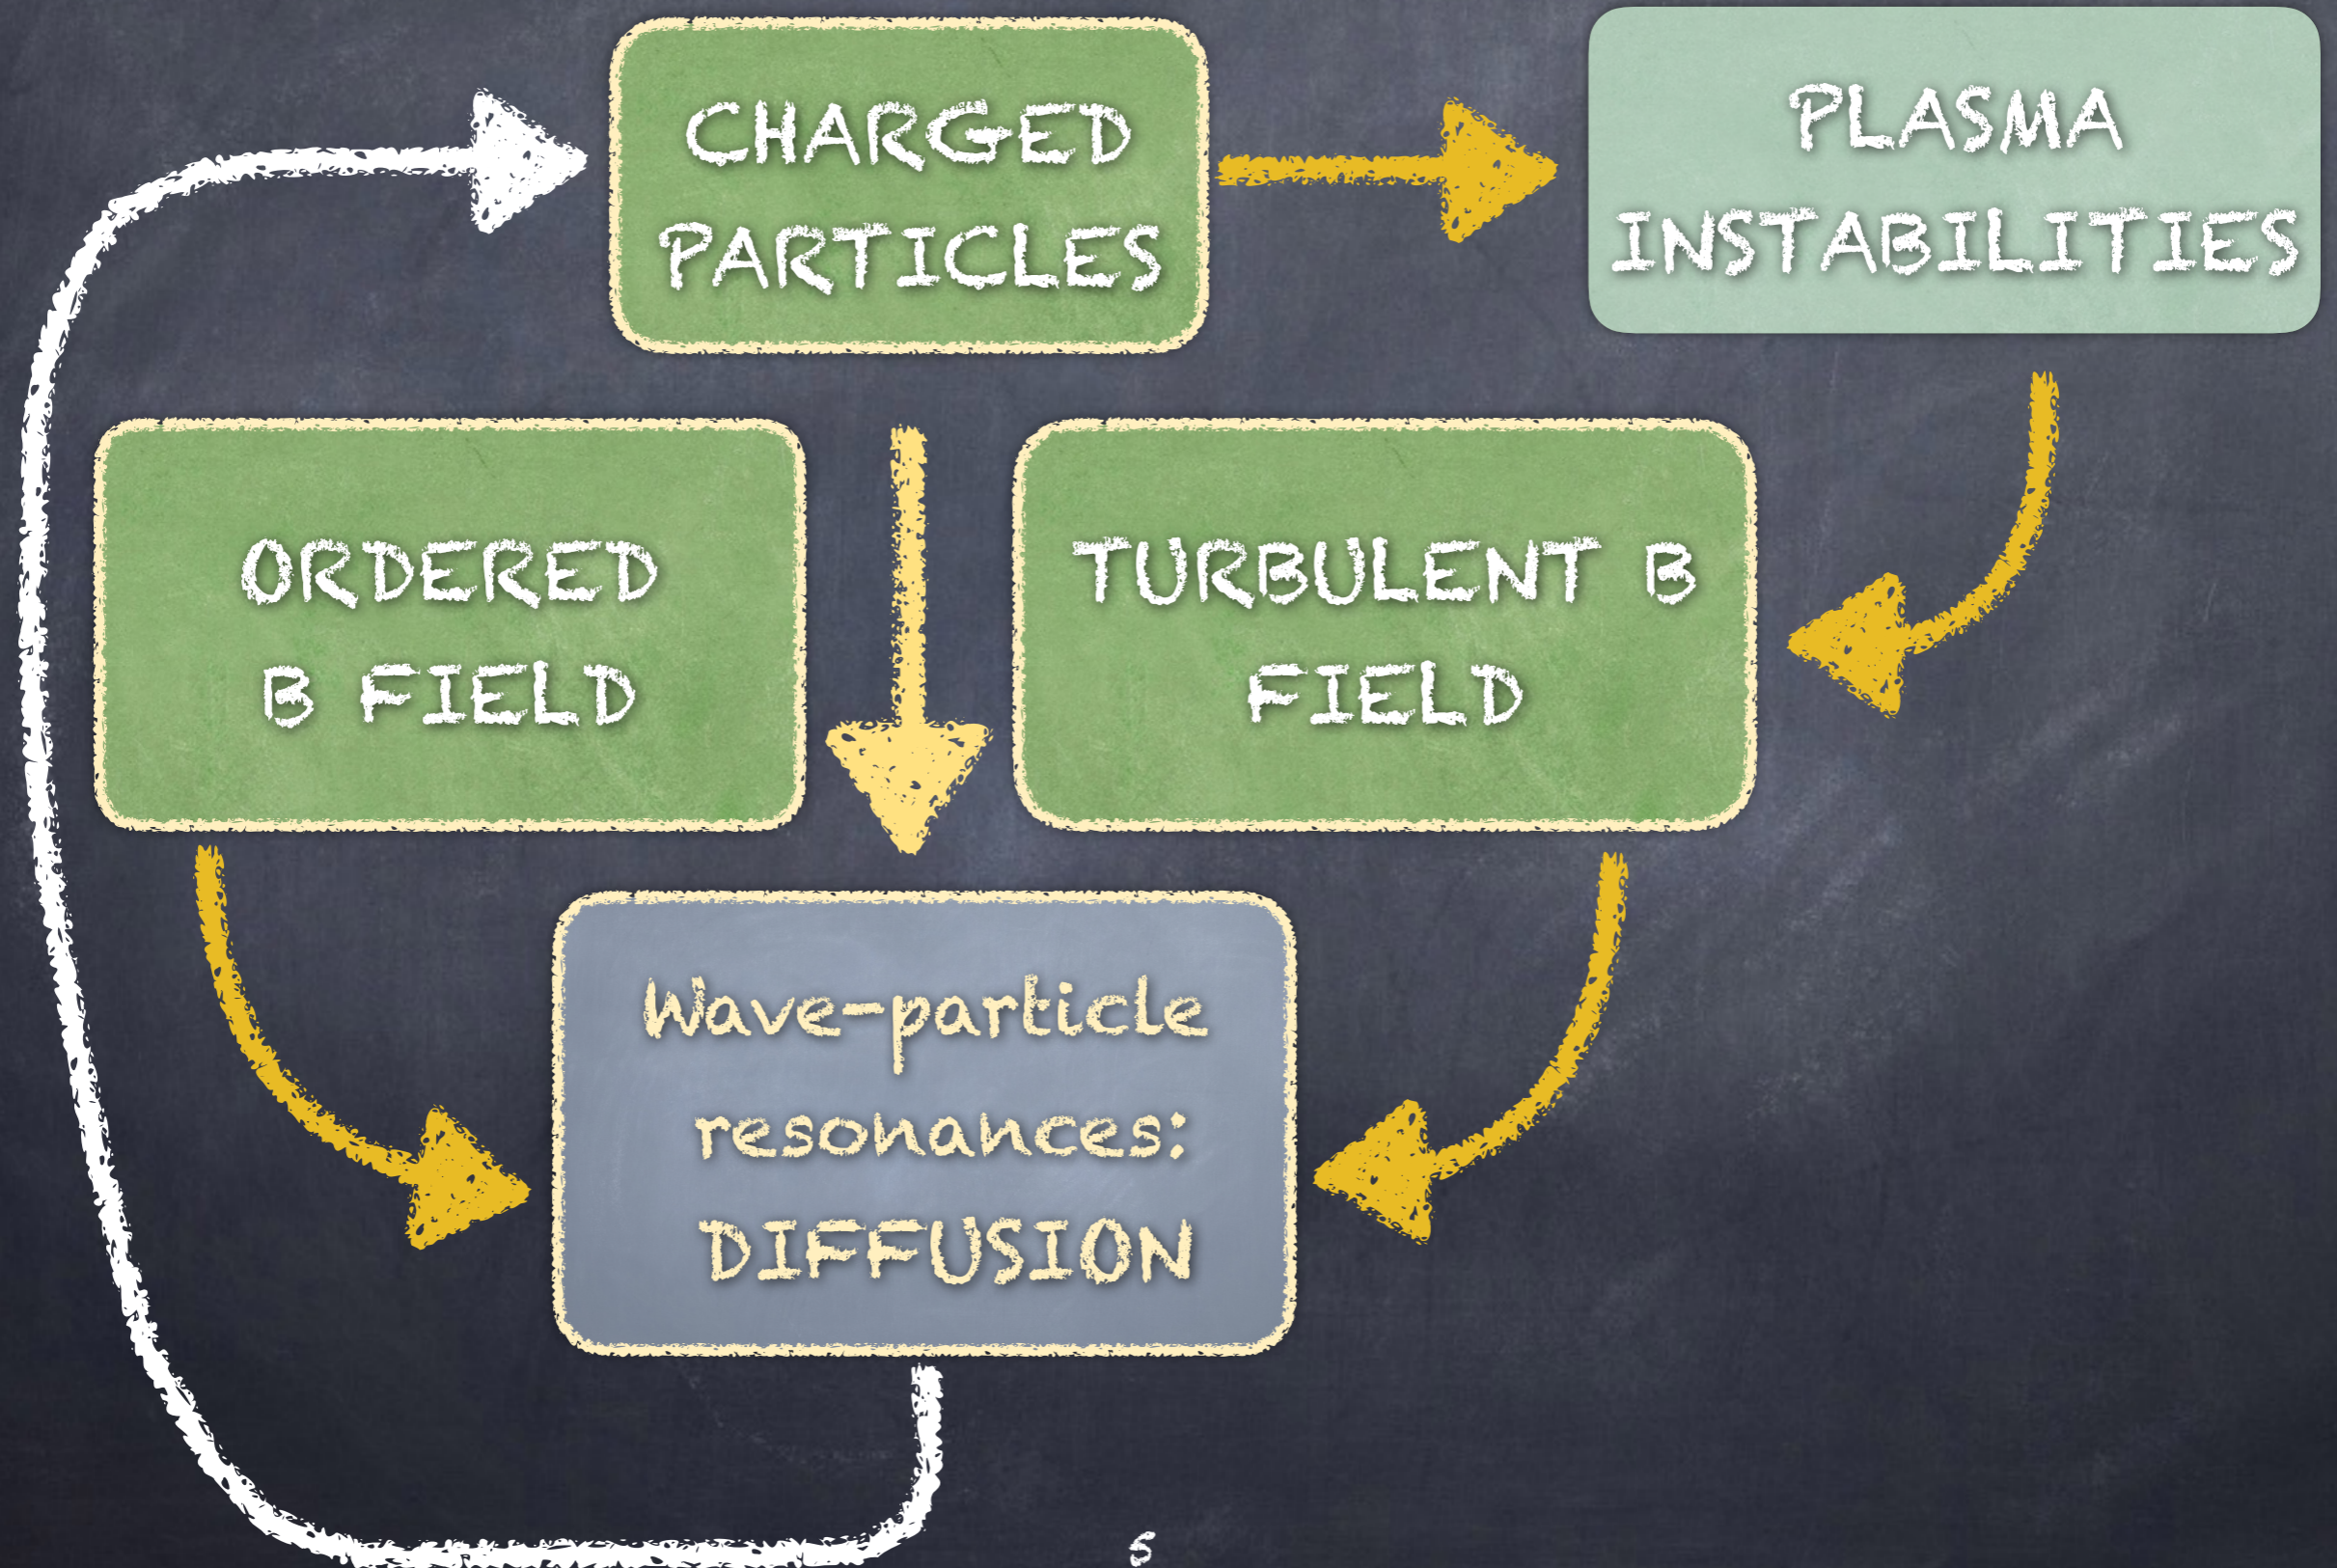 CHARGED
PARTICLES
PLASMA
INSTABILITIES
ORDERED
B FIELD
TURBULENT B
FIELD
Wave-particle
resonances:
DIFFUSION
5